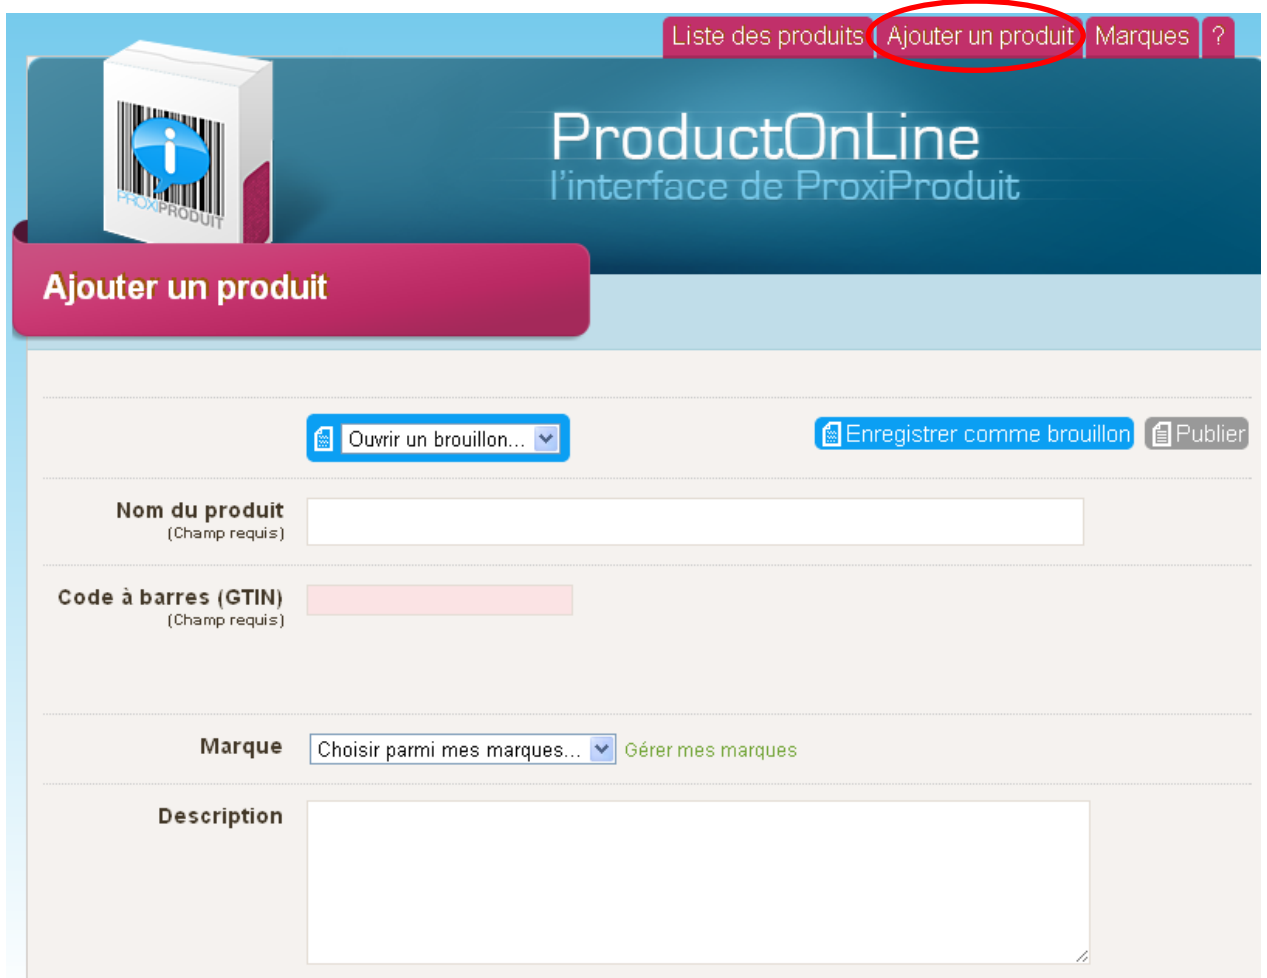 Liste des produits Ajouter un produit Marques ?
ProductOnLine
l'interface de ProxiProduit
PROXIPRODUIT
Ajouter un produit
Ouvrir un brouillon... Enregistrer comme brouillon Publier
Nom du produit
(Champ requis)
Code à barres (GTIN)
(Champ requis)
Marque Choisir parmi mes marques... Gérer mes marques
Description